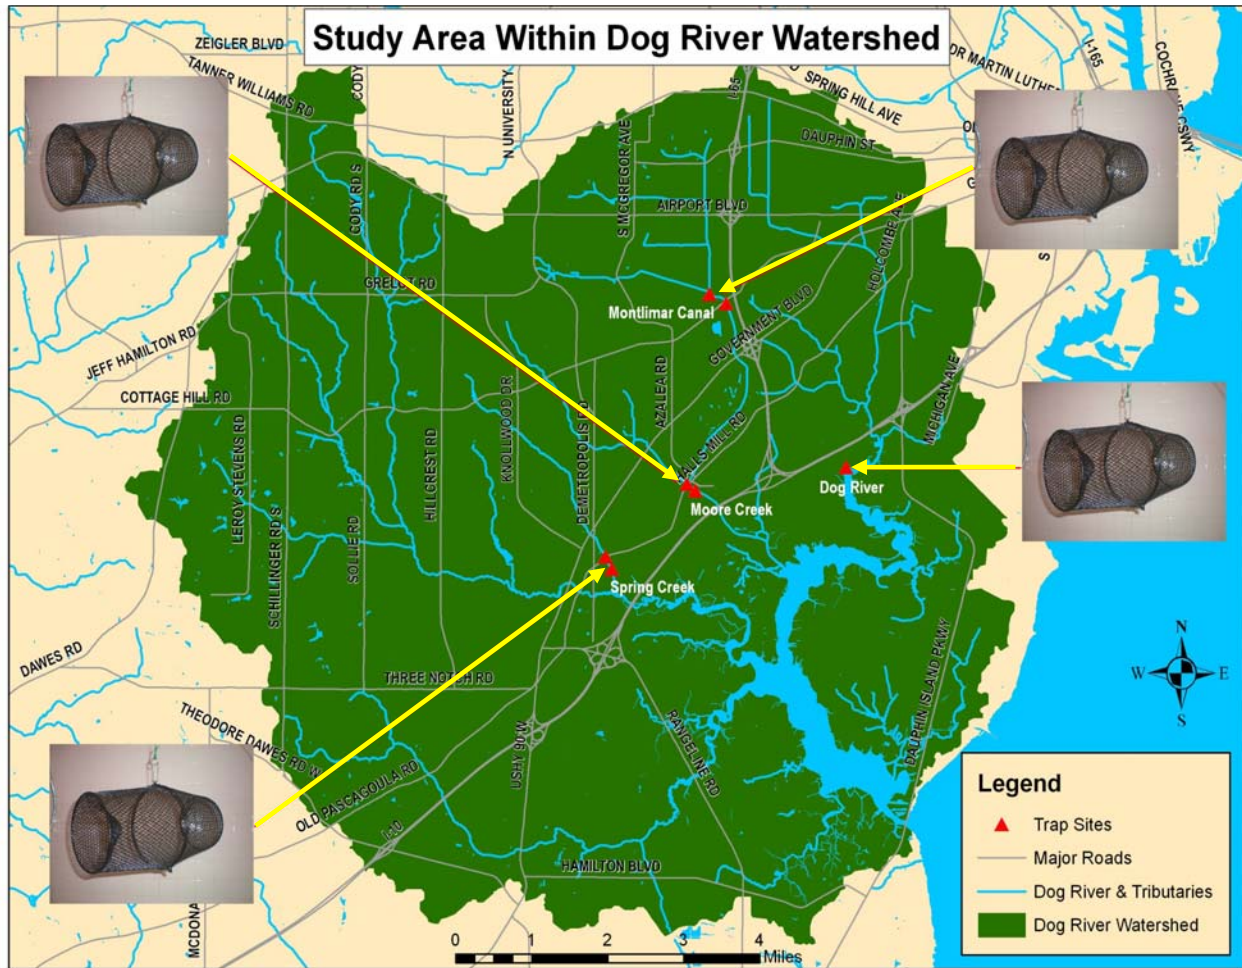 Study Area Within Dog River Watershed
ZEIGLER BLVD
TANNER WILLIAMS RD
CODY
N UNIVERSITY
I-65
SPRING HILL AVE
OR MARTIN LUTHE
I-165
COCHRANE CSWY
S MCGREGOR AVE
DAUPHIN ST
CODY RD S
AIRPORT BLVD
HOLCOMBE AVE
GRELOT RD
Montlimar Canal
GOVERNMENT BLVD
JEFF HAMILTON RD
COTTAGE HILL RD
AZALEA RD
MICHIGAN AVE
KNOLLWOOD DR
DEMETROPOLIS RD
HALLS MILL RD
LEROY STEVENS RD
HILLCREST RD
Dog River
Moore Creek
SCHILLINGER RD S
SOLLIE RD
Spring Creek
DAWES RD
THREE NOTCH RD
N
W
E
S
THEODORE DAWES RD W
USHY 90 W
RANGELINE RD
DAUPHIN ISLAND PKWY
OLD PASCAGOULA RD
I-10
HAMILTON BLVD
MCDONA
Legend
Trap Sites
Major Roads
Dog River & Tributaries
Dog River Watershed
0 1 2 3 4
Miles